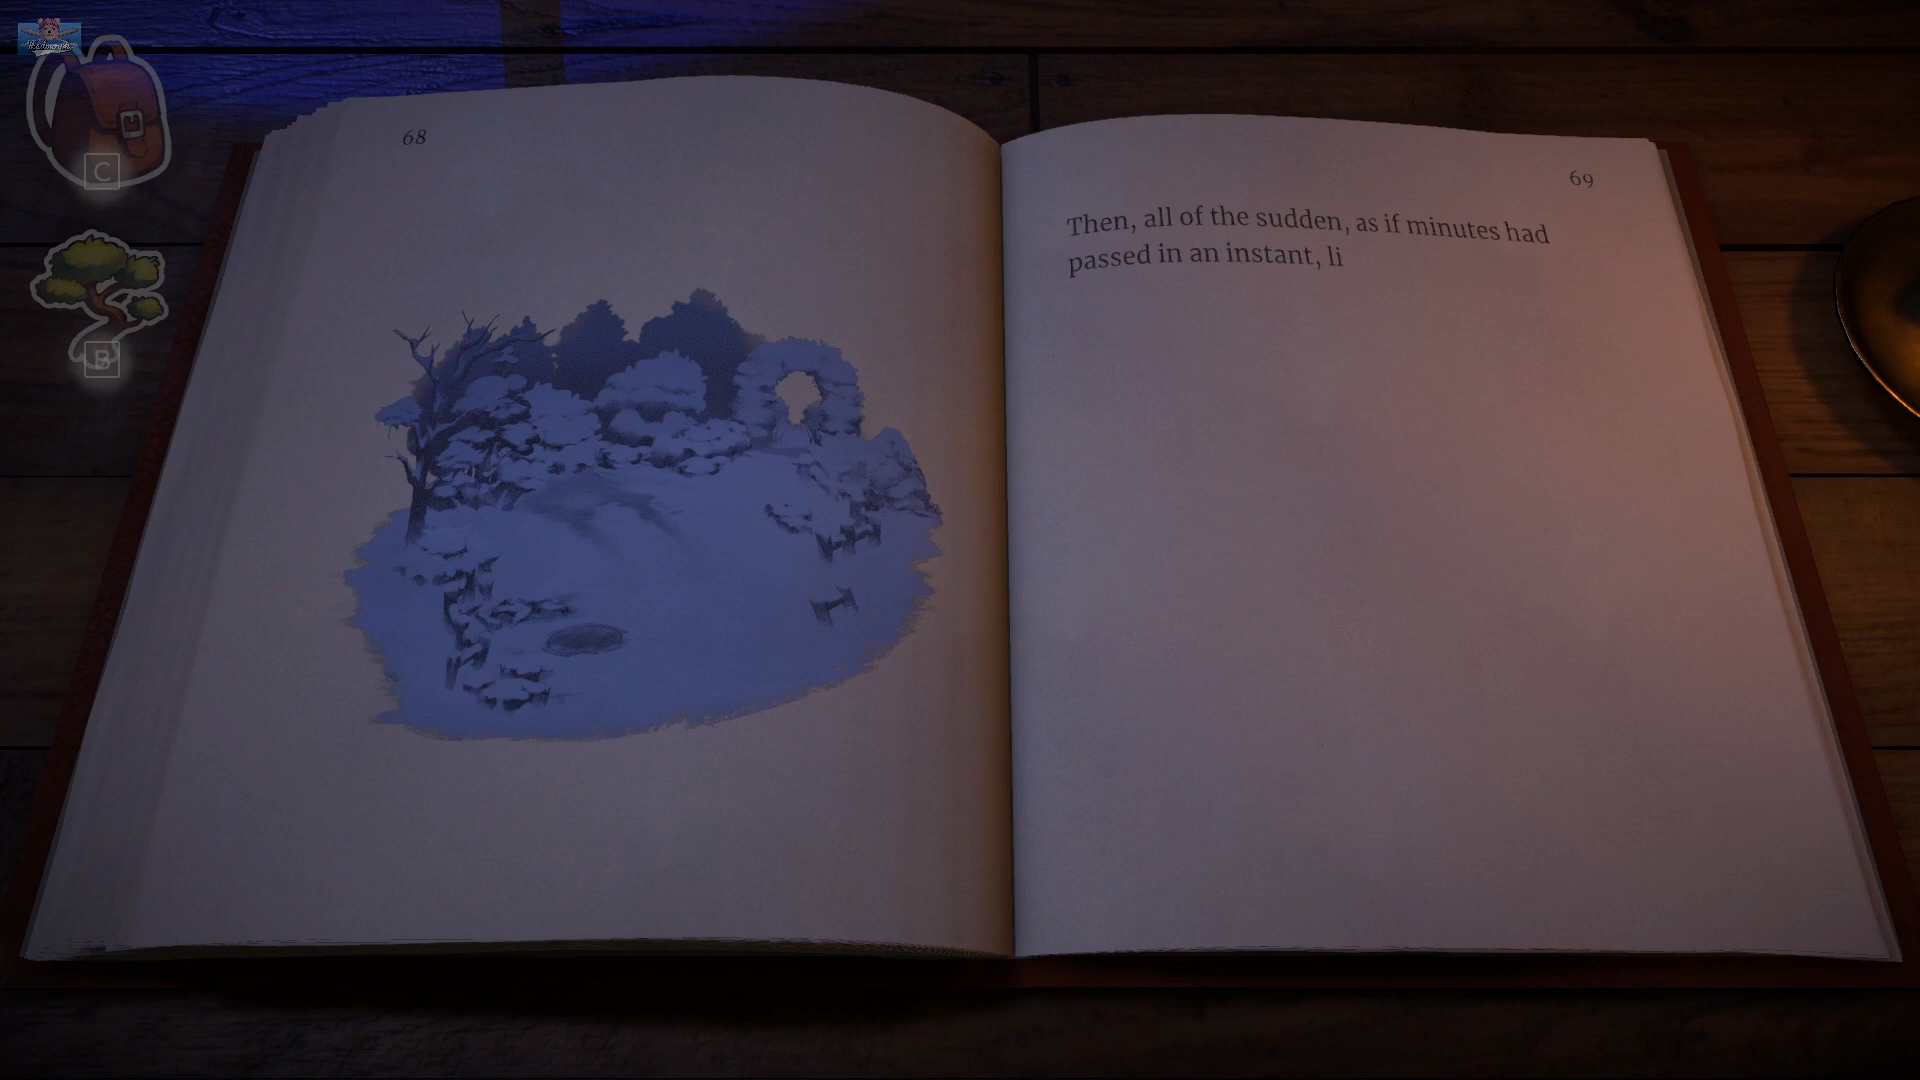 C
B
68
69
Then, all of the sudden, as if minutes had
passed in an instant, li